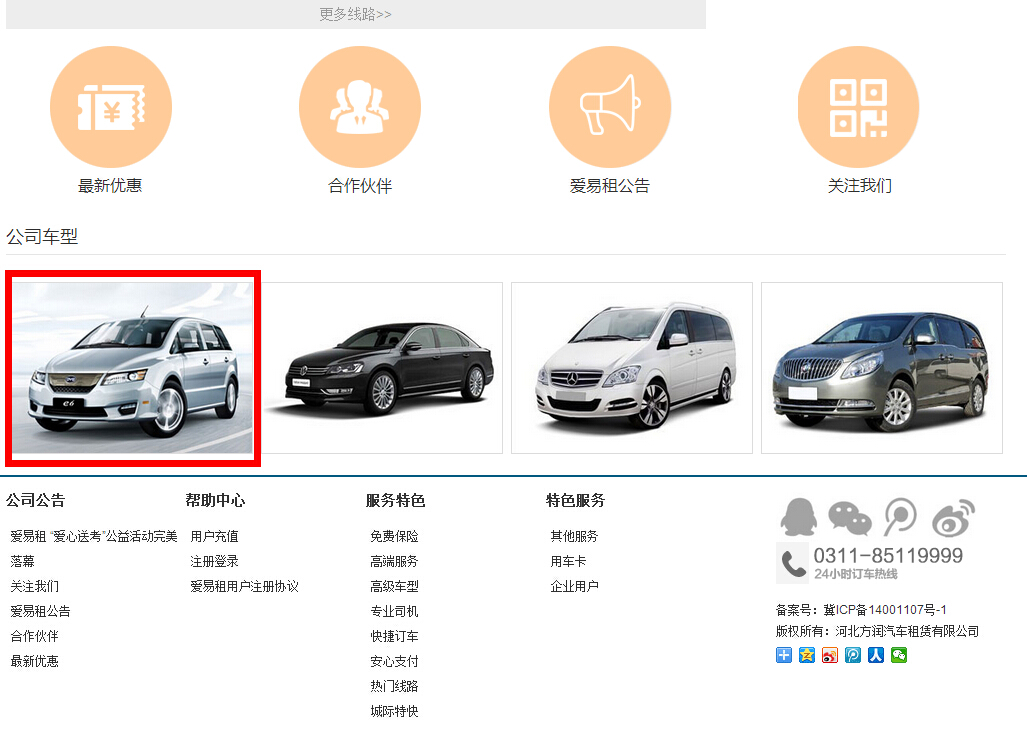 更多线路>>
最新优惠 合作伙伴 爱易租公告 关注我们
公司车型
e6
公司公告 帮助中心 服务特色 特色服务
爱易租 “爱心送考”公益活动完美 用户充值 免费保险 其他服务
落幕 注册登录 高端服务 用车卡
关注我们 爱易租用户注册协议 高级车型 企业用户
爱易租公告 专业司机
合作伙伴 快捷订车
最新优惠 安心支付
热门线路
城际特快
0311-85119999
24小时订车热线
备案号：冀ICP备14001107号-1
版权所有：河北方润汽车租赁有限公司